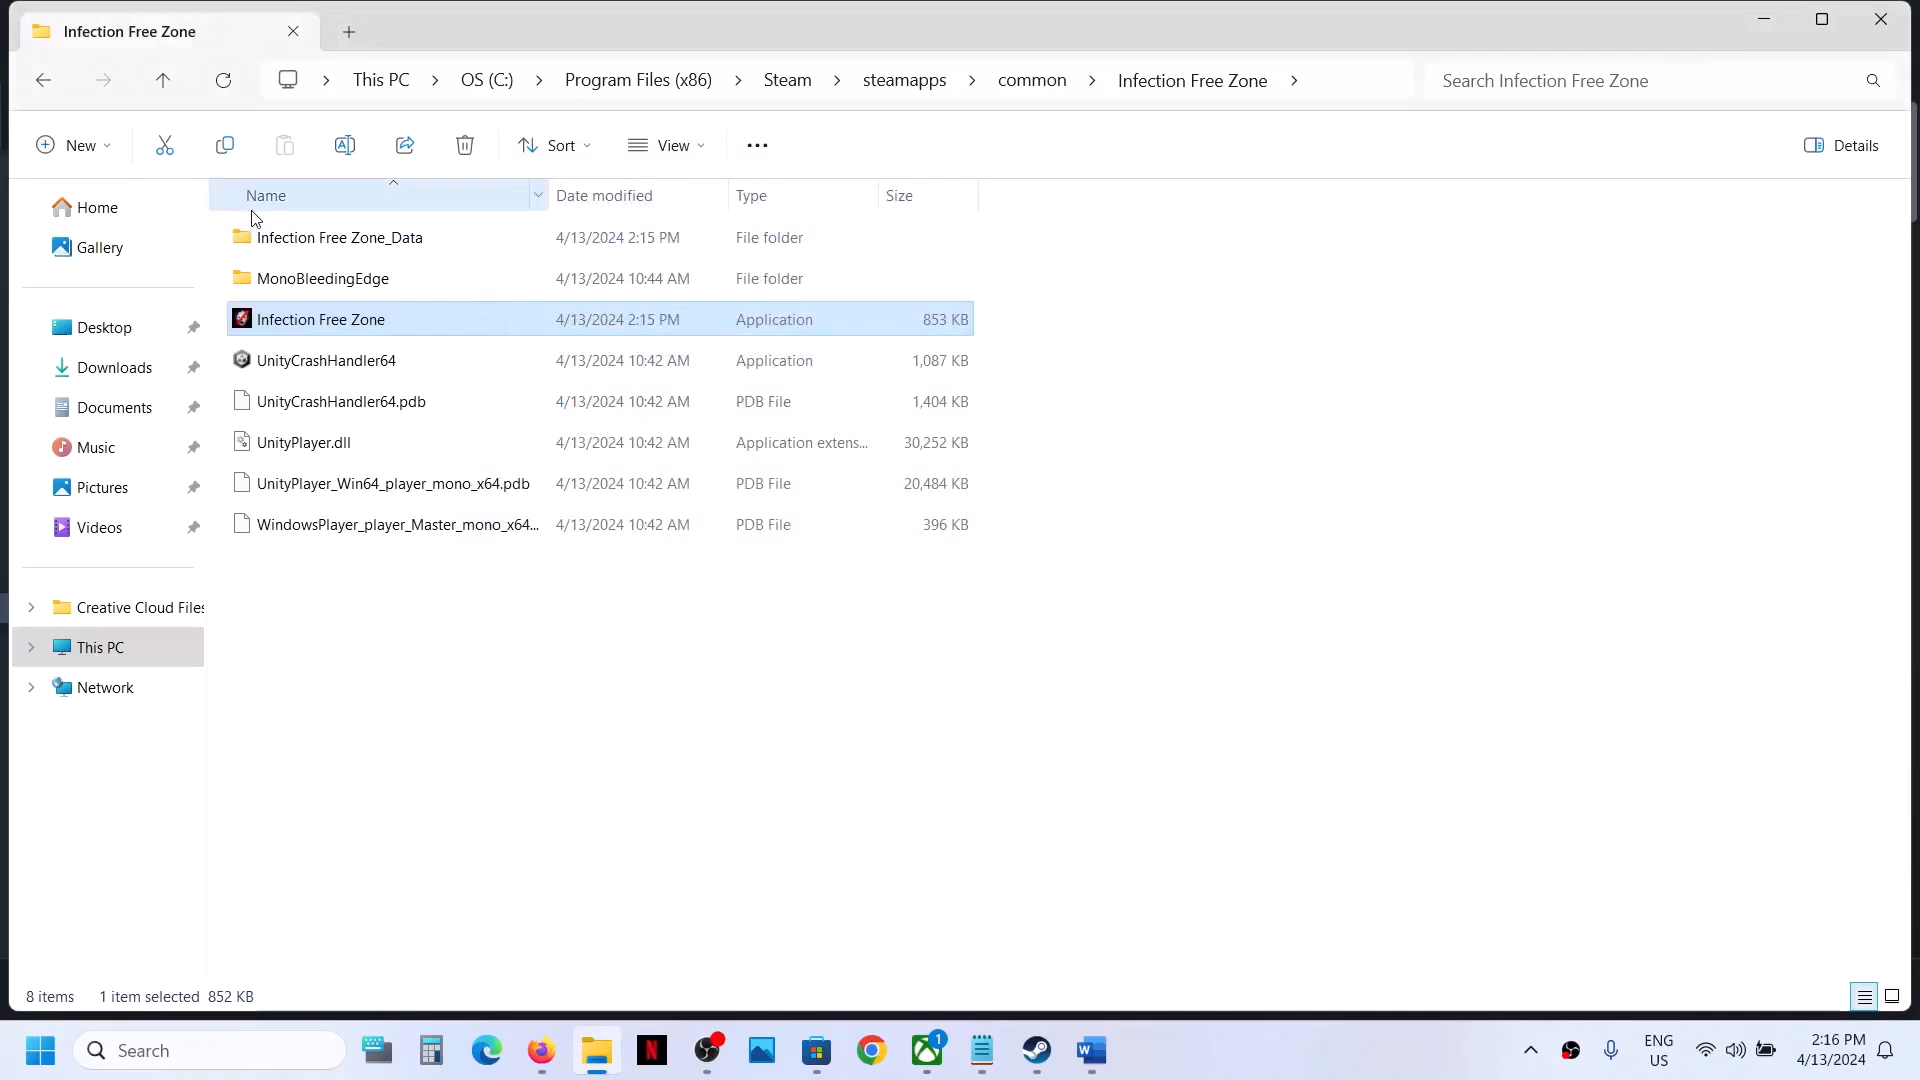 Infection Free Zone
This PC
OS (C:)
Program Files (x86)
Steam
steamapps
common
Infection Free Zone
Search Infection Free Zone
New
Sort
View
Details
Name
Date modified
Type
Size
Home
Gallery
Desktop
Downloads
Documents
Music
Pictures
Videos
Creative Cloud Files
This PC
Network
Infection Free Zone_Data 4/13/2024 2:15 PM File folder
MonoBleedingEdge 4/13/2024 10:44 AM File folder
Infection Free Zone 4/13/2024 2:15 PM Application 853 KB
UnityCrashHandler64 4/13/2024 10:42 AM Application 1,087 KB
UnityCrashHandler64.pdb 4/13/2024 10:42 AM PDB File 1,404 KB
UnityPlayer.dll 4/13/2024 10:42 AM Application extens... 30,252 KB
UnityPlayer_Win64_player_mono_x64.pdb 4/13/2024 10:42 AM PDB File 20,484 KB
WindowsPlayer_player_Master_mono_x64... 4/13/2024 10:42 AM PDB File 396 KB
8 items 1 item selected 852 KB
Search
N
1
W
ENG
US
2:16 PM
4/13/2024